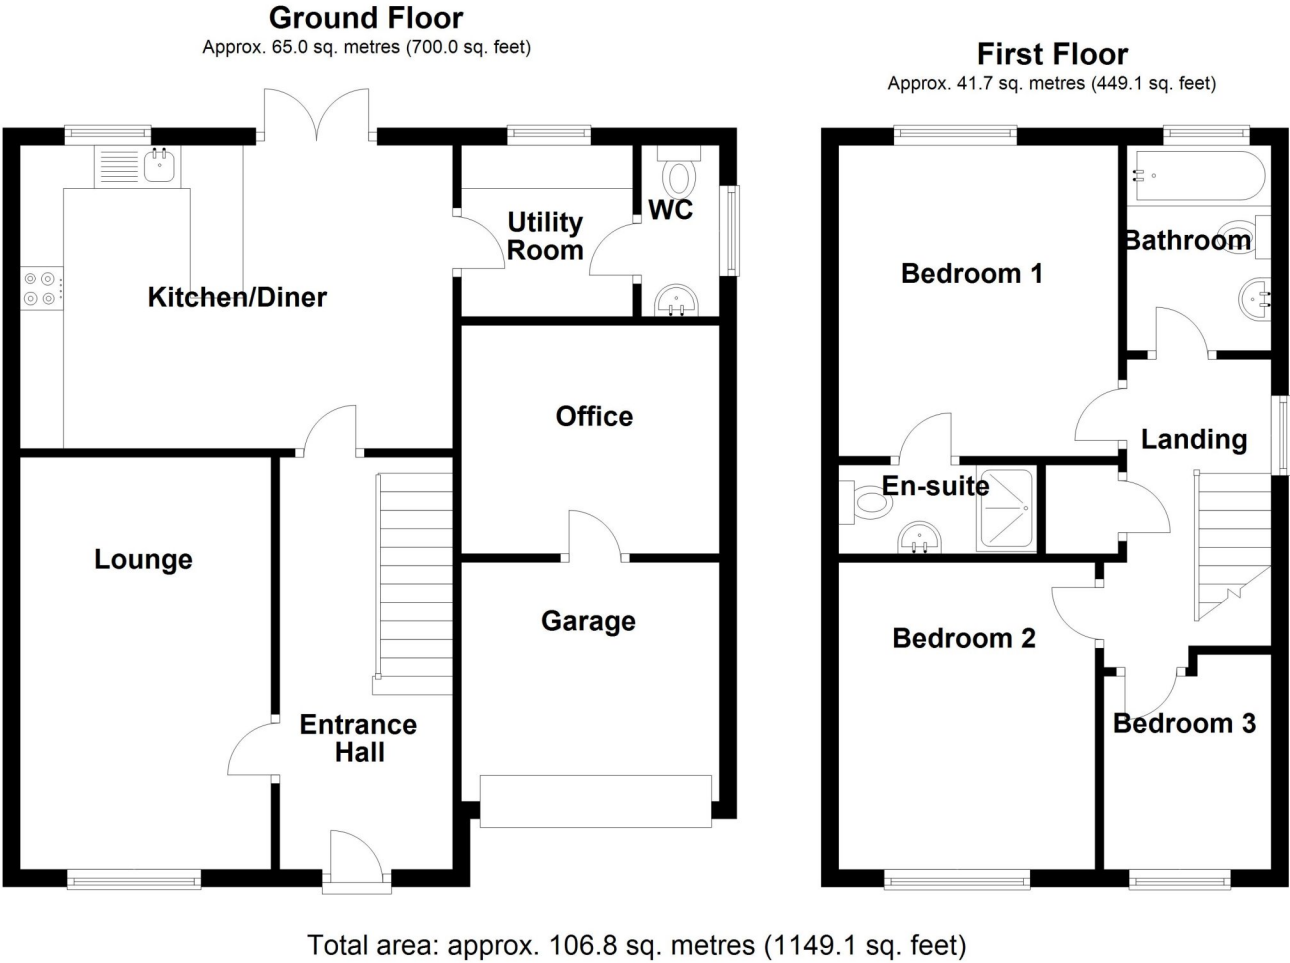 Ground Floor
Approx. 65.0 sq. metres (700.0 sq. feet)
First Floor
Approx. 41.7 sq. metres (449.1 sq. feet)
Kitchen/Diner
Utility
Room
WC
Office
Lounge
Garage
Entrance
Hall
Bedroom 1
Bathroom
Landing
En-suite
Bedroom 2
Bedroom 3
Total area: approx. 106.8 sq. metres (1149.1 sq. feet)